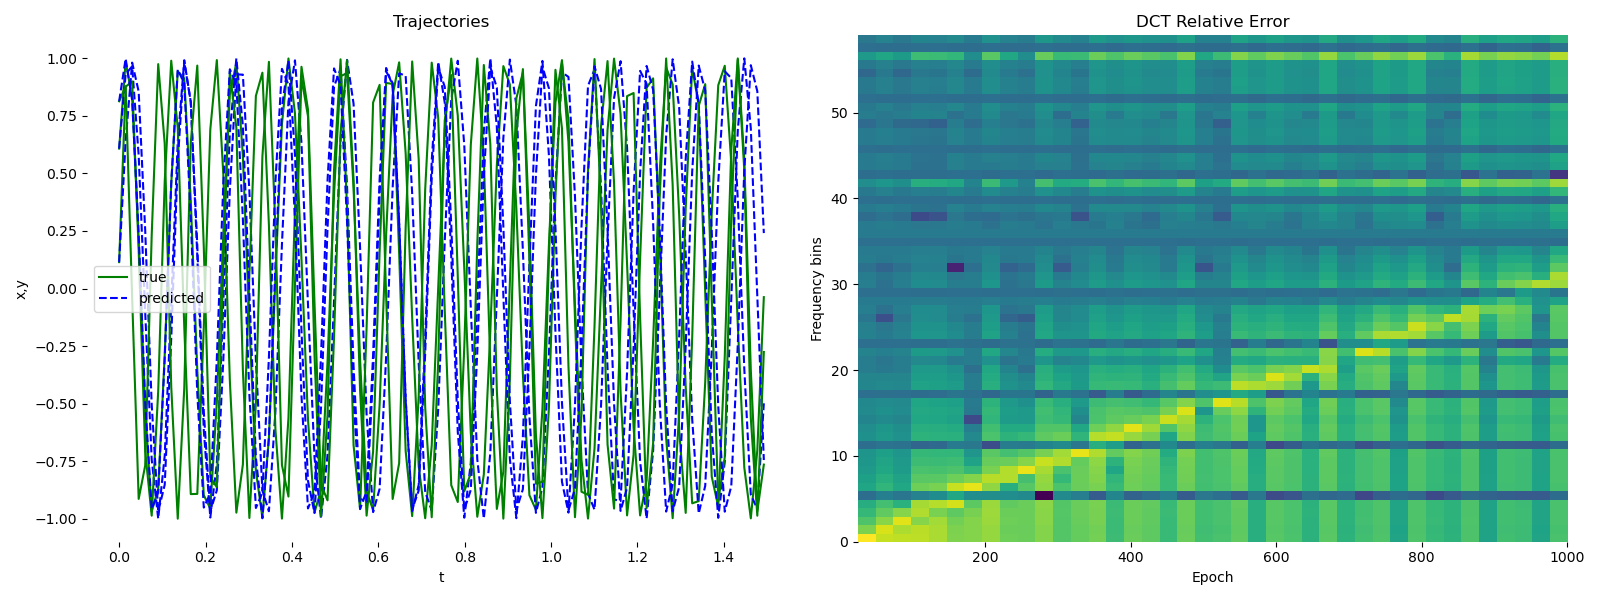 Trajectories
x,y
1.00
0.75
0.50
0.25
0.00
−0.25
−0.50
−0.75
−1.00
true
predicted
0.0 0.2 0.4 0.6 0.8 1.0 1.2 1.4
t
DCT Relative Error
Frequency bins
50
40
30
20
10
0
200 400 600 800 1000
Epoch